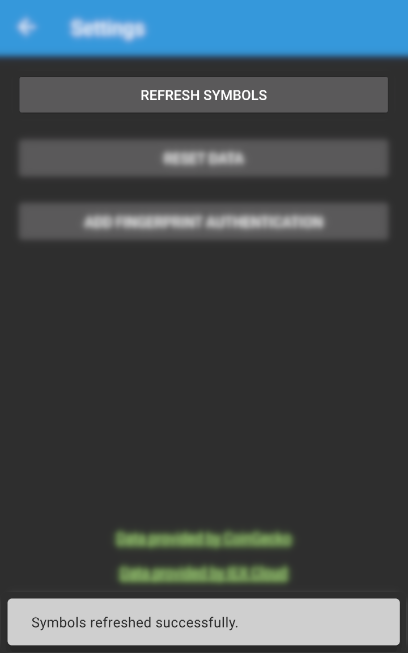 Settings
REFRESH SYMBOLS
RESET DATA
ADD FINGERPRINT AUTHENTICATION
Data provided by CoinGecko
Data provided by IEX Cloud
Symbols refreshed successfully.